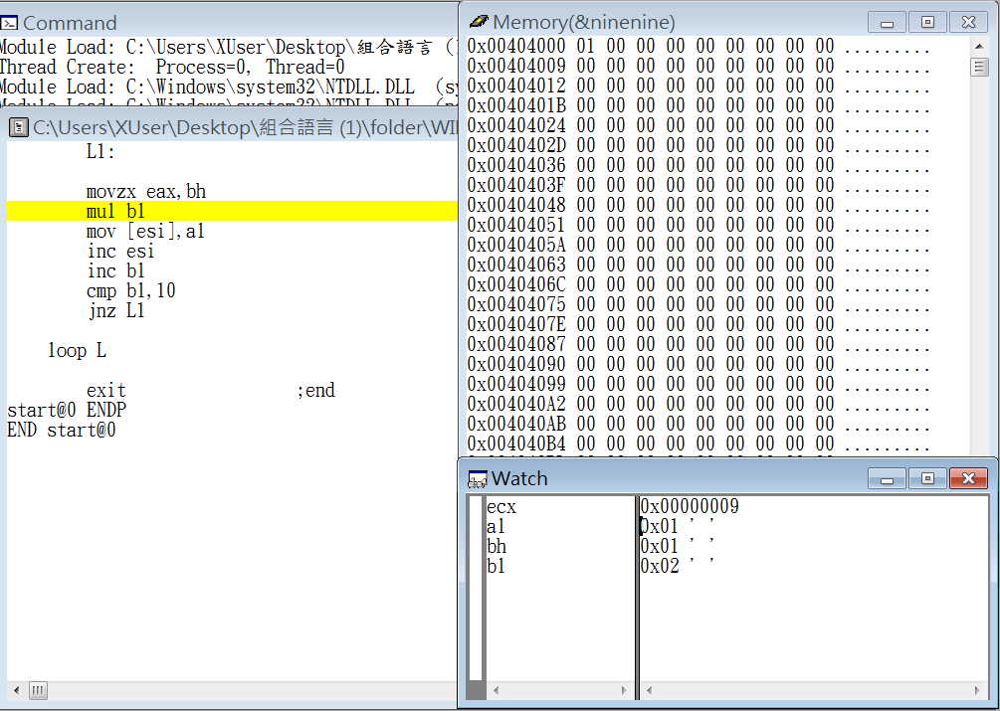 Command
Module Load: C:\Users\XUser\Desktop\組合語言 (1
Thread Create:  Process=0, Thread=0
Module Load: C:\Windows\system32\NTDLL.DLL  (sy
Module Load: C:\Windows\system32\NTDLL.DLL
C:\Users\XUser\Desktop\組合語言 (1)\folder\WI
L1:
movzx eax,bh
mul bl
mov [esi],al
inc esi
inc bl
cmp bl,10
jnz L1
loop L
exit                ;end
start@0 ENDP
END start@0
Memory(&ninenine)
0x00404000 01 00 00 00 00 00 00 00 00 .........
0x00404009 00 00 00 00 00 00 00 00 00 .........
0x00404012 00 00 00 00 00 00 00 00 00 .........
0x0040401B 00 00 00 00 00 00 00 00 00 .........
0x00404024 00 00 00 00 00 00 00 00 00 .........
0x0040402D 00 00 00 00 00 00 00 00 00 .........
0x00404036 00 00 00 00 00 00 00 00 00 .........
0x0040403F 00 00 00 00 00 00 00 00 00 .........
0x00404048 00 00 00 00 00 00 00 00 00 .........
0x00404051 00 00 00 00 00 00 00 00 00 .........
0x0040405A 00 00 00 00 00 00 00 00 00 .........
0x00404063 00 00 00 00 00 00 00 00 00 .........
0x0040406C 00 00 00 00 00 00 00 00 00 .........
0x00404075 00 00 00 00 00 00 00 00 00 .........
0x0040407E 00 00 00 00 00 00 00 00 00 .........
0x00404087 00 00 00 00 00 00 00 00 00 .........
0x00404090 00 00 00 00 00 00 00 00 00 .........
0x00404099 00 00 00 00 00 00 00 00 00 .........
0x004040A2 00 00 00 00 00 00 00 00 00 .........
0x004040AB 00 00 00 00 00 00 00 00 00 .........
0x004040B4 00 00 00 00 00 00 00 00 00 .........
Watch
ecx 0x00000009
al 0x01 ' '
bh 0x01 ' '
bl 0x02 ' '